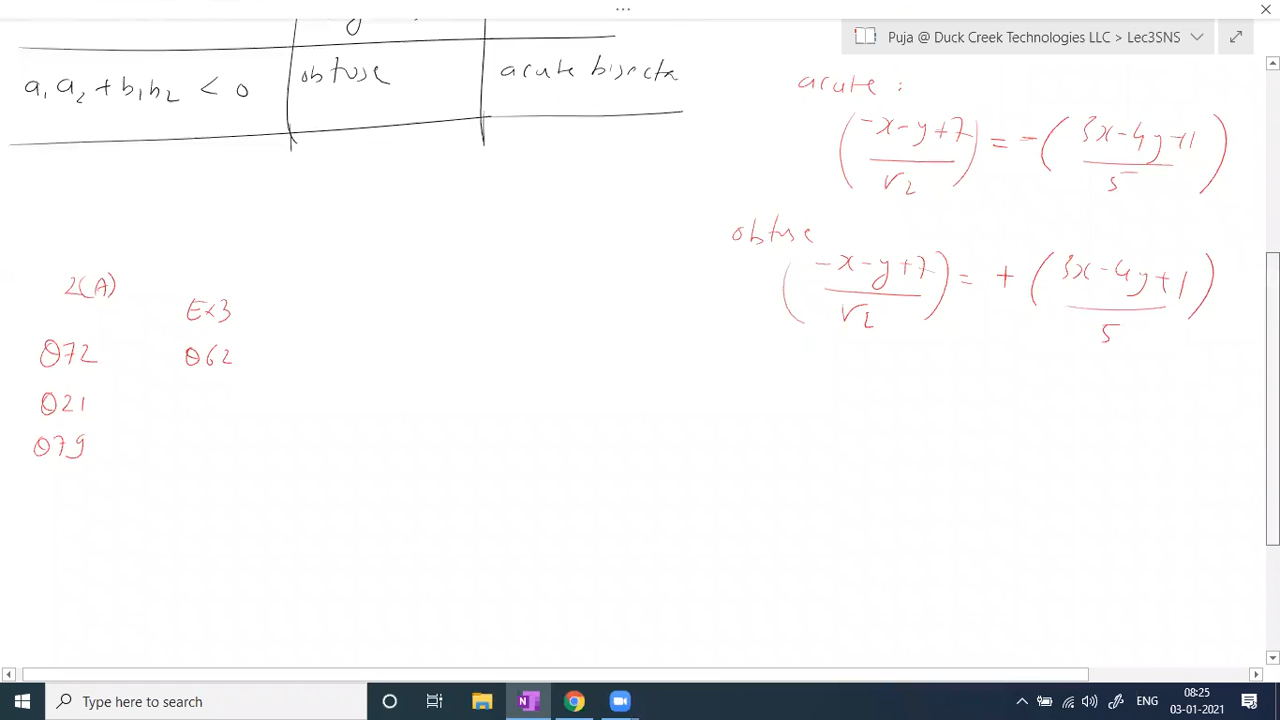 Puja @ Duck Creek Technologies LLC > Lec3SNS
a₁a₂ + b₁b₂ < 0 obtuse acute bisecta
acute :
(-x-y+7 / √2) = -(3x-4y+1 / 5)
obtuse
(-x-y+7 / √2) = +(3x-4y+1 / 5)
2(A)
Ex3
Q72
Q62
Q21
Q79
Type here to search
ENG
08:25
03-01-2021